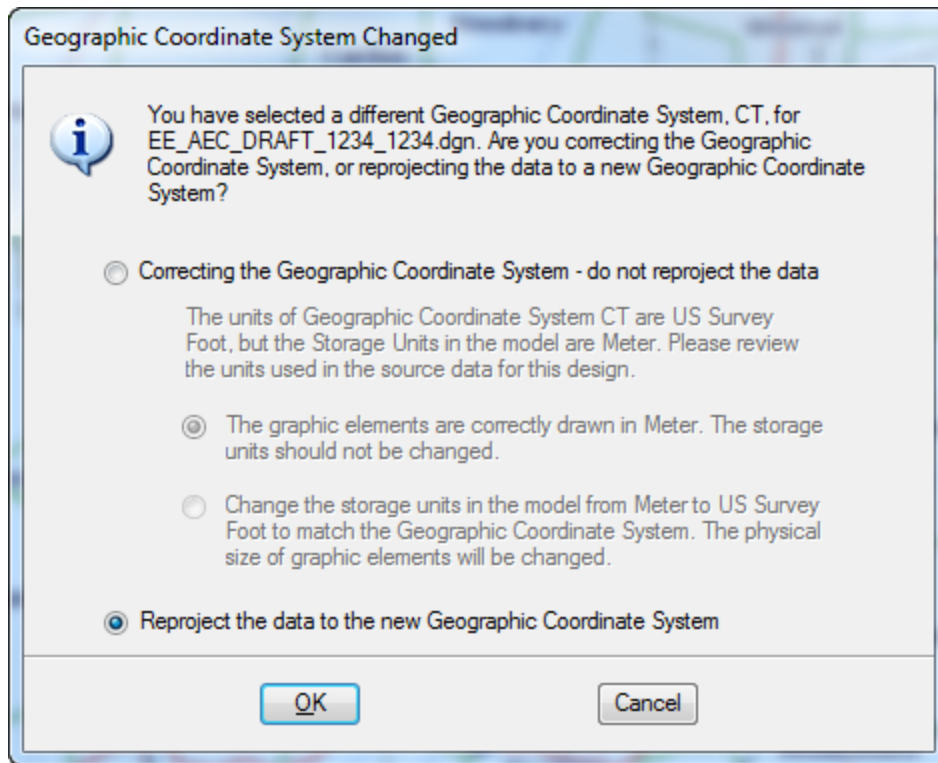 Geographic Coordinate System Changed
You have selected a different Geographic Coordinate System, CT, for
EE_AEC_DRAFT_1234_1234.dgn. Are you correcting the Geographic
Coordinate System, or reprojecting the data to a new Geographic Coordinate
System?
Correcting the Geographic Coordinate System - do not reproject the data
The units of Geographic Coordinate System CT are US Survey
Foot, but the Storage Units in the model are Meter. Please review
the units used in the source data for this design.
The graphic elements are correctly drawn in Meter. The storage
units should not be changed.
Change the storage units in the model from Meter to US Survey
Foot to match the Geographic Coordinate System. The physical
size of graphic elements will be changed.
Reproject the data to the new Geographic Coordinate System
OK
Cancel